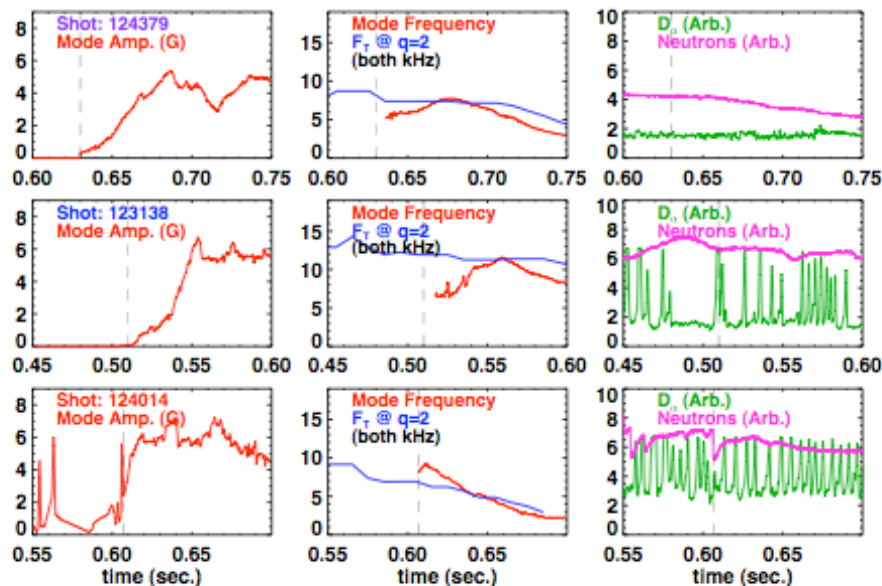 Shot: 124379
Mode Amp. (G)
8
6
4
2
0
0.60 0.65 0.70 0.75
Mode Frequency
F_T @ q=2
(both kHz)
15
10
5
0
0.60 0.65 0.70 0.75
D_α (Arb.)
Neutrons (Arb.)
10
8
6
4
2
0
0.60 0.65 0.70 0.75
Shot: 123138
Mode Amp. (G)
8
6
4
2
0
0.45 0.50 0.55 0.60
Mode Frequency
F_T @ q=2
(both kHz)
15
10
5
0
0.45 0.50 0.55 0.60
D_α (Arb.)
Neutrons (Arb.)
10
8
6
4
2
0
0.45 0.50 0.55 0.60
Shot: 124014
Mode Amp. (G)
8
6
4
2
0
0.55 0.60 0.65 0.70
time (sec.)
Mode Frequency
F_T @ q=2
(both kHz)
15
10
5
0
0.55 0.60 0.65 0.70
time (sec.)
D_α (Arb.)
Neutrons (Arb.)
10
8
6
4
2
0
0.55 0.60 0.65 0.70
time (sec.)